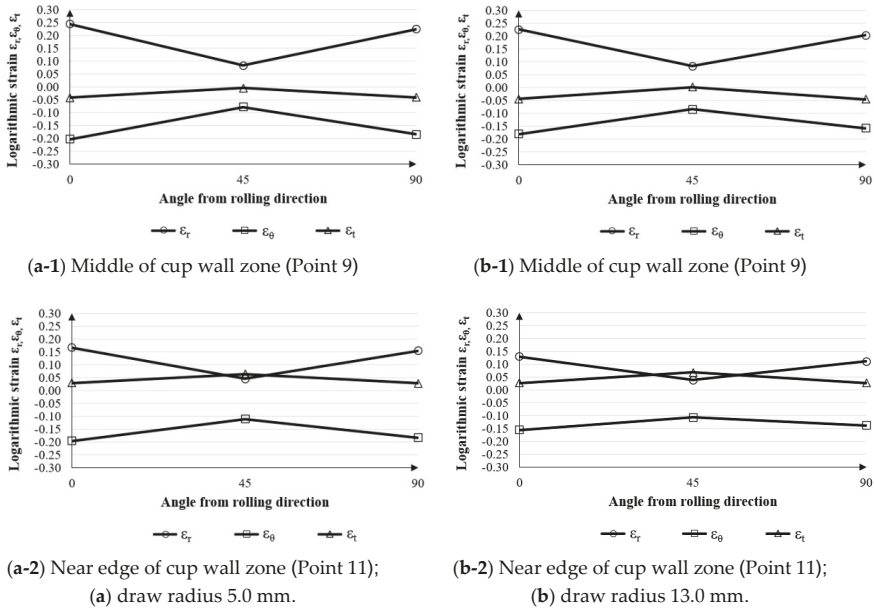 Logarithmic strain εr,εθ, εt
0.30
0.25
0.20
0.15
0.10
0.05
0.00
-0.05
-0.10
-0.15
-0.20
-0.25
-0.30
0 45 90
Angle from rolling direction
εr εθ εt
(a-1) Middle of cup wall zone (Point 9)
Logarithmic strain εr,εθ, εt
0.30
0.25
0.20
0.15
0.10
0.05
0.00
-0.05
-0.10
-0.15
-0.20
-0.25
-0.30
0 45 90
Angle from rolling direction
εr εθ εt
(b-1) Middle of cup wall zone (Point 9)
Logarithmic strain εr,εθ, εt
0.30
0.25
0.20
0.15
0.10
0.05
0.00
-0.05
-0.10
-0.15
-0.20
-0.25
-0.30
0 45 90
Angle from rolling direction
εr εθ εt
(a-2) Near edge of cup wall zone (Point 11);
(a) draw radius 5.0 mm.
Logarithmic strain εr,εθ, εt
0.30
0.25
0.20
0.15
0.10
0.05
0.00
-0.05
-0.10
-0.15
-0.20
-0.25
-0.30
0 45 90
Angle from rolling direction
εr εθ εt
(b-2) Near edge of cup wall zone (Point 11);
(b) draw radius 13.0 mm.